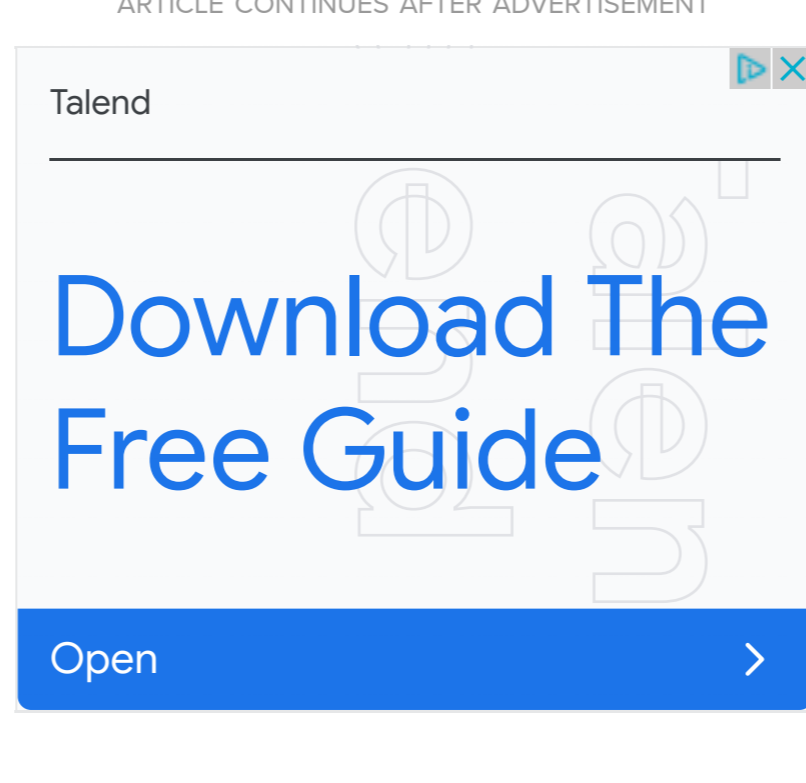 ARTICLE CONTINUES AFTER ADVERTISEMENT
Talend
Download The
Free Guide
Open